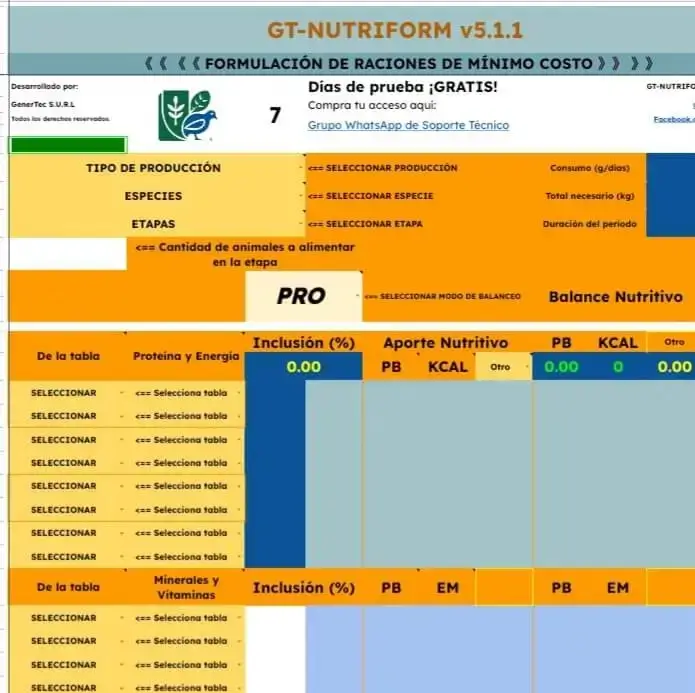 GT-NUTRIFORM v5.1.1
《 《 《 《 FORMULACIÓN DE RACIONES DE MÍNIMO COSTO 》 》 》 》
Desarrollado por:
GenerTec S.U.R.L
Todos los derechos reservados.
7
Días de prueba ¡GRATIS!
Compra tu acceso aqui:
Grupo WhatsApp de Soporte Técnico
GT-NUTRIFO
Facebook.
TIPO DE PRODUCCIÓN <== SELECCIONAR PRODUCCIÓN Consumo (g/días)
ESPECIES <== SELECCIONAR ESPECIE Total necesario (kg)
ETAPAS <== SELECCIONAR ETAPA Duración del período
<== Cantidad de animales a alimentar
en la etapa
PRO <== SELECCIONAR MODO DE BALANCEO Balance Nutritivo
De la tabla Proteína y Energía Inclusión (%) Aporte Nutritivo PB KCAL Otro
0.00 PB KCAL Otro 0.00 0 0.00
SELECCIONAR <== Selecciona tabla
SELECCIONAR <== Selecciona tabla
SELECCIONAR <== Selecciona tabla
SELECCIONAR <== Selecciona tabla
SELECCIONAR <== Selecciona tabla
SELECCIONAR <== Selecciona tabla
SELECCIONAR <== Selecciona tabla
SELECCIONAR <== Selecciona tabla
De la tabla Minerales y Vitaminas Inclusión (%) PB EM PB EM
SELECCIONAR <== Selecciona tabla
SELECCIONAR <== Selecciona tabla
SELECCIONAR <== Selecciona tabla
SELECCIONAR <== Selecciona tabla